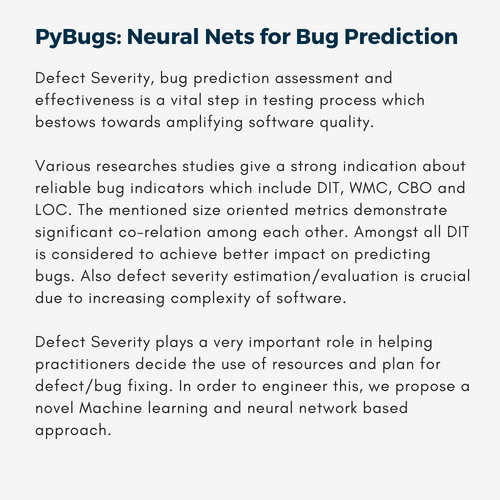 PyBugs: Neural Nets for Bug Prediction
Defect Severity, bug prediction assessment and
effectiveness is a vital step in testing process which
bestows towards amplifying software quality.
Various researches studies give a strong indication about
reliable bug indicators which include DIT, WMC, CBO and
LOC. The mentioned size oriented metrics demonstrate
significant co-relation among each other. Amongst all DIT
is considered to achieve better impact on predicting
bugs. Also defect severity estimation/evaluation is crucial
due to increasing complexity of software.
Defect Severity plays a very important role in helping
practitioners decide the use of resources and plan for
defect/bug fixing. In order to engineer this, we propose a
novel Machine learning and neural network based
approach.